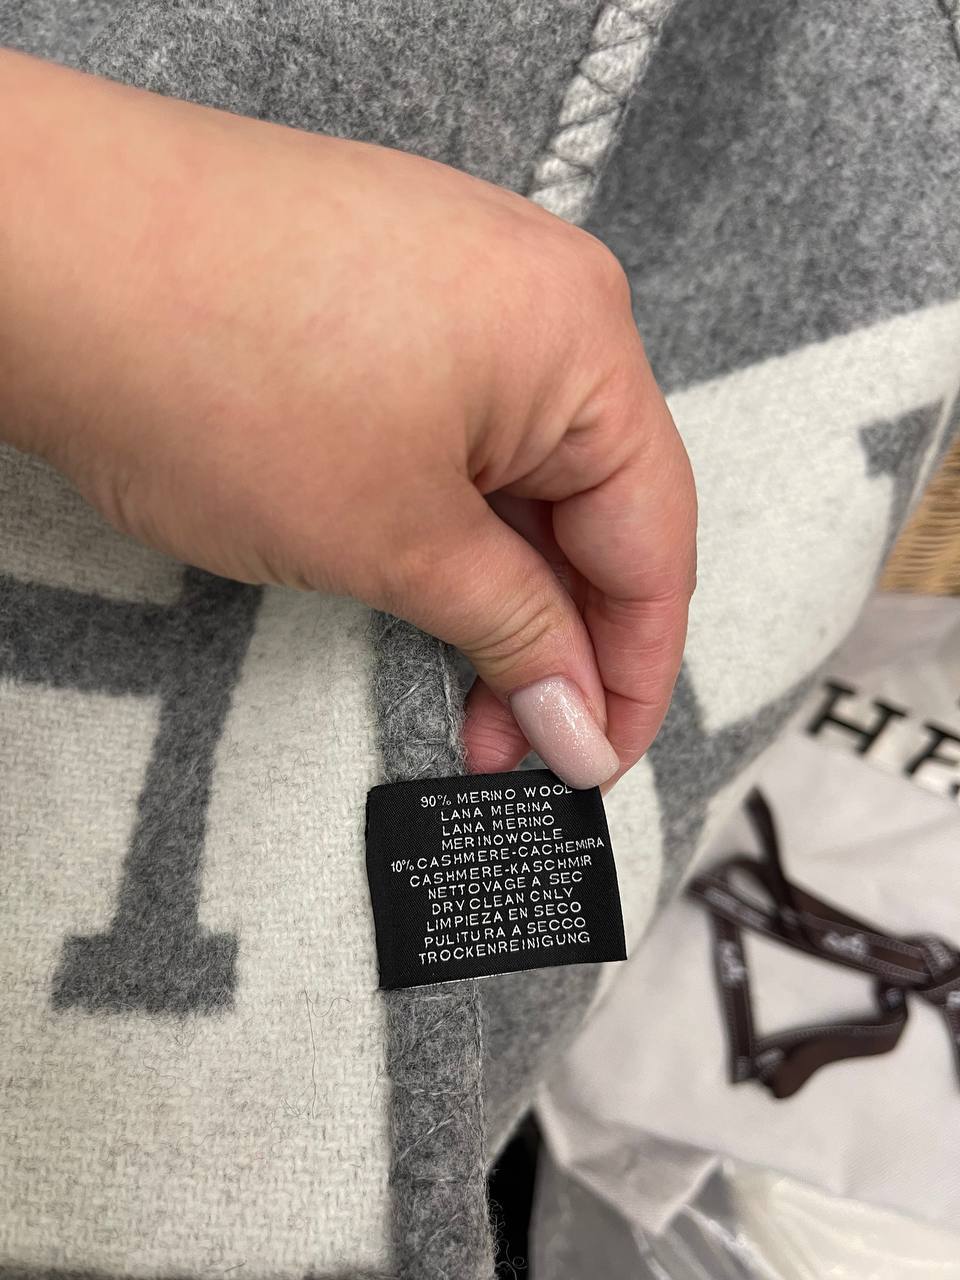 90% MERINO WOOL
LANA MERINA
LANA MERINO
MERINOWOLLE
10% CASHMERE-CACHEMIRA
CASHMERE-KASCHMIR
NETTOVAGE A SEC
DRY CLEAN CNLY
LIMPIEZA EN SECO
PULITURA A SECCO
TROCKENREINIGUNG
HE